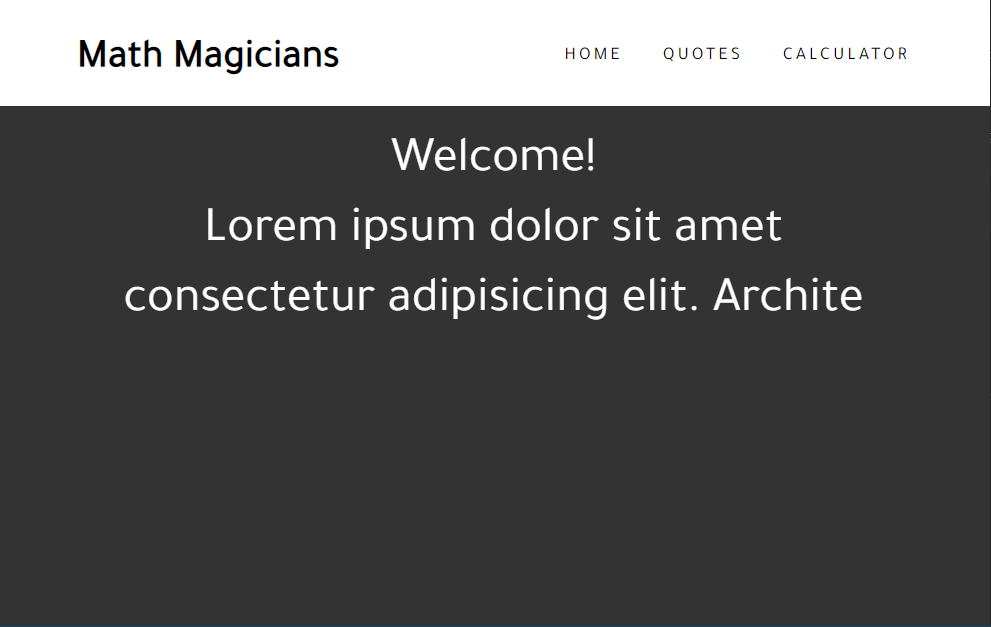 Math Magicians
HOME QUOTES CALCULATOR
Welcome!
Lorem ipsum dolor sit amet
consectetur adipisicing elit. Archite